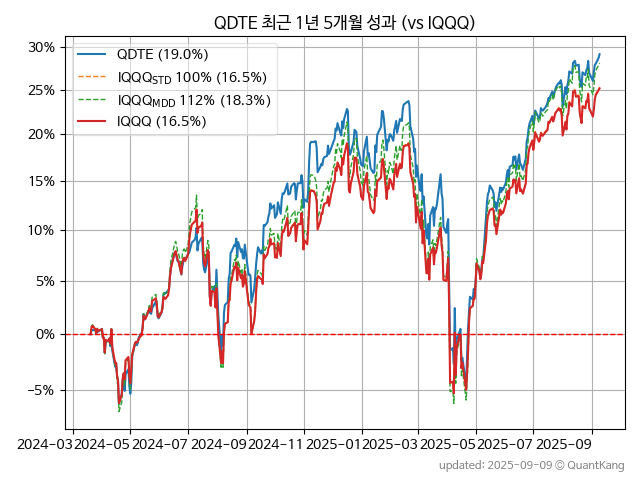 QDTE 최근 1년 5개월 성과 (vs IQQQ)
QDTE (19.0%)
IQQQSTD 100% (16.5%)
IQQQMDD 112% (18.3%)
IQQQ (16.5%)
30%
25%
20%
15%
10%
5%
0%
−5%
2024-03 2024-05 2024-07 2024-09 2024-11 2025-01 2025-03 2025-05 2025-07 2025-09
updated: 2025-09-09 © QuantKang